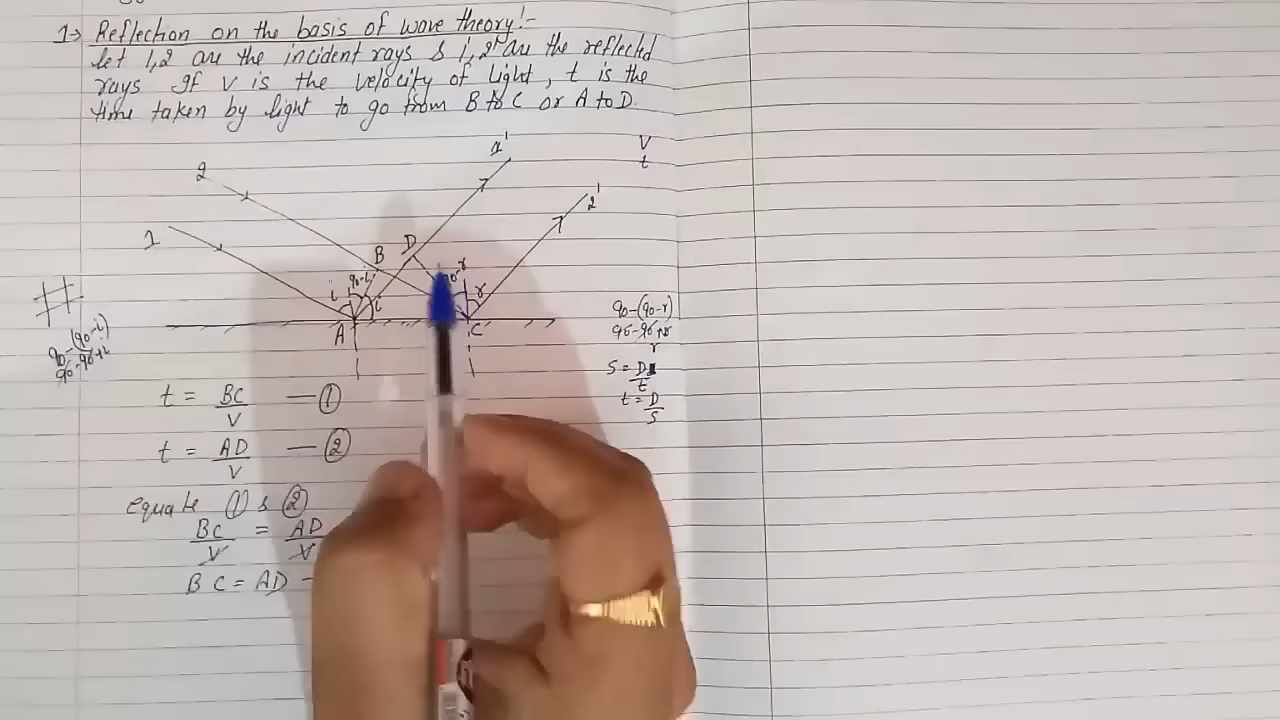 1→ Reflection on the basis of wave theory!-
let 1,2 are the incident rays & 1',2' are the reflected
rays If V is the velocity of light, t is the
time taken by light to go from B to C or A to D
V
t
1'
2
2'
1
B
D
i
90-i
i
r
r
A
C
90-(90-i)
90-90+i
90-(90-r)
90-90+r
r
S = D/t
t = D/S
t = BC/V — ①
t = AD/V — ②
equate ① & ②
BC/V = AD/V
BC = AD -